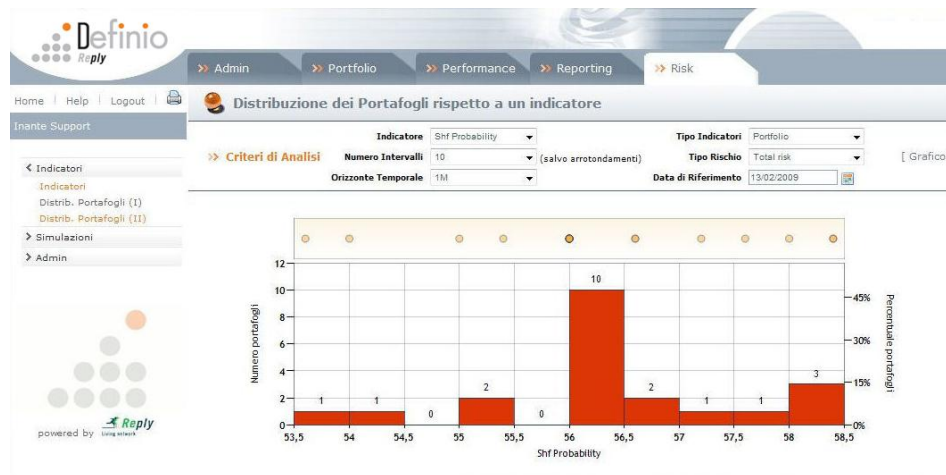 Definio
Reply
Admin
Portfolio
Performance
Reporting
Risk
Home Help Logout
Distribuzione dei Portafogli rispetto a un indicatore
Inante Support
Indicatore Shf Probability Tipo Indicatori Portfolio
Criteri di Analisi Numero Intervalli 10 (salvo arrotondamenti) Tipo Rischio Total risk [ Grafico
Orizzonte Temporale 1M Data di Riferimento 13/02/2009
Indicatori
Indicatori
Distrib. Portafogli (I)
Distrib. Portafogli (II)
Simulazioni
Admin
12
10
8
6
4
2
0
Numero portafogli
1 1 0 2 0 10 2 1 1 3
45%
30%
15%
0%
Percentuale portafogli
53,5 54 54,5 55 55,5 56 56,5 57 57,5 58 58,5
Shf Probability
powered by Reply
Living network